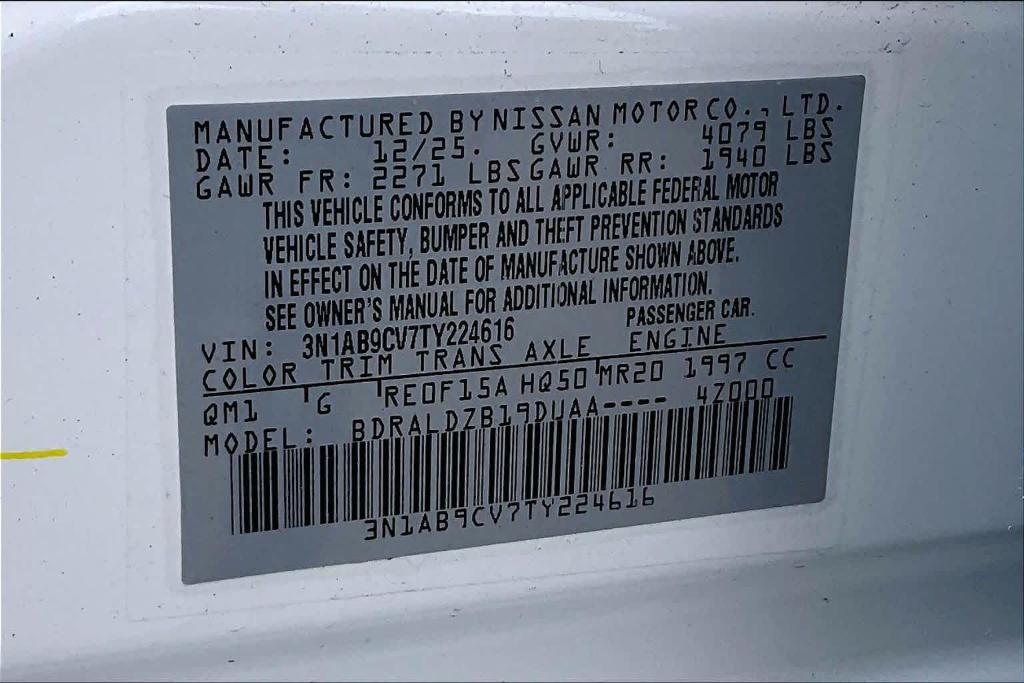 MANUFACTURED BY NISSAN MOTOR CO., LTD.
DATE: 12/25. GVWR: 4079 LBS
GAWR FR: 2271 LBS GAWR RR: 1940 LBS
THIS VEHICLE CONFORMS TO ALL APPLICABLE FEDERAL MOTOR
VEHICLE SAFETY, BUMPER AND THEFT PREVENTION STANDARDS
IN EFFECT ON THE DATE OF MANUFACTURE SHOWN ABOVE.
SEE OWNER'S MANUAL FOR ADDITIONAL INFORMATION.
VIN: 3N1AB9CV7TY224616 PASSENGER CAR.
COLOR TRIM TRANS AXLE ENGINE
QM1 G RE0F15A HQ50 MR20 1997 CC
MODEL: BDRALDZB19DUAA---- 4Z000
3N1AB9CV7TY224616